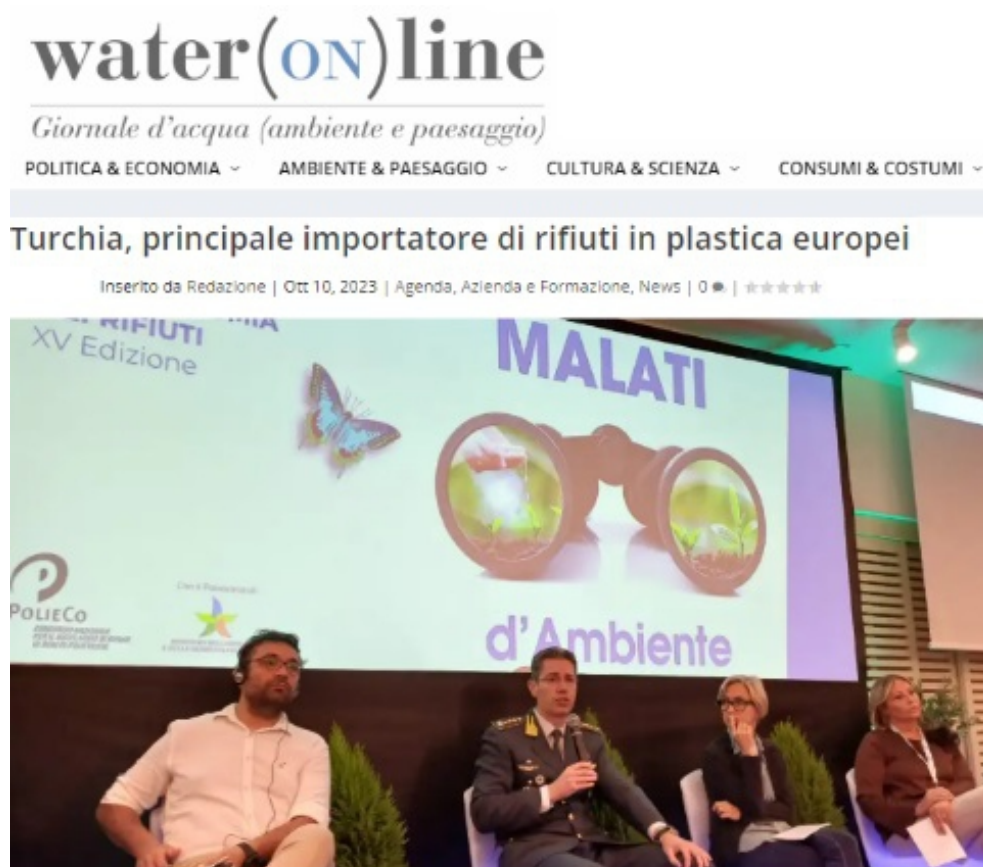 water(ON)line
Giornale d'acqua (ambiente e paesaggio)
POLITICA & ECONOMIA
AMBIENTE & PAESAGGIO
CULTURA & SCIENZA
CONSUMI & COSTUMI
Turchia, principale importatore di rifiuti in plastica europei
Inserito da Redazione | Ott 10, 2023 | Agenda, Azienda e Formazione, News | 0
RIFIUTI
XV Edizione
MALATI
d'Ambiente
POLIECO